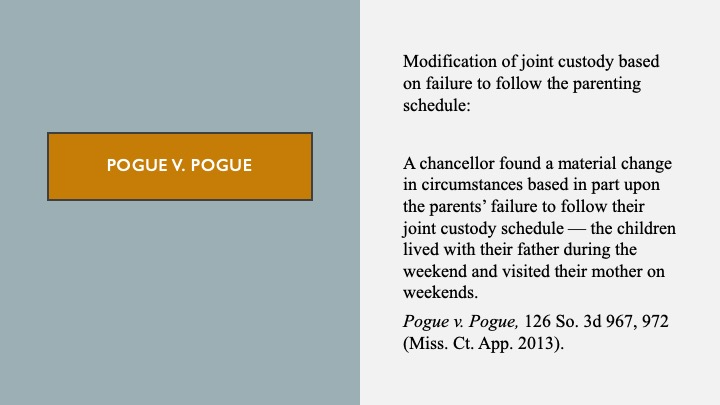 POGUE V. POGUE
Modification of joint custody based
on failure to follow the parenting
schedule:
A chancellor found a material change
in circumstances based in part upon
the parents’ failure to follow their
joint custody schedule — the children
lived with their father during the
weekend and visited their mother on
weekends.
Pogue v. Pogue, 126 So. 3d 967, 972
(Miss. Ct. App. 2013).